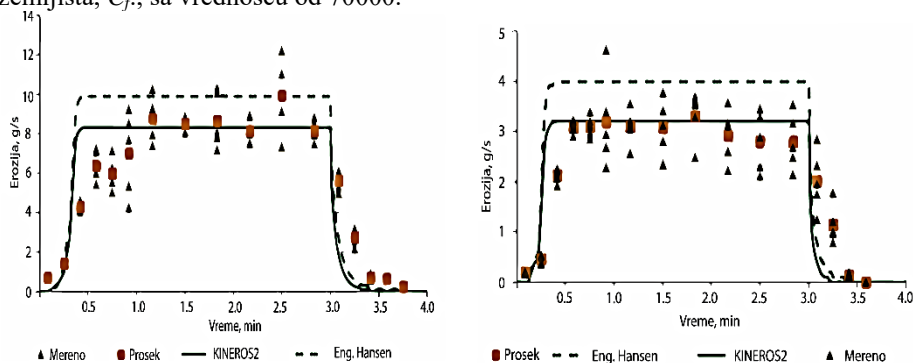 zemljišta, Cf., sa vrednošću od 70000.
14
12
10
8
6
4
2
0
Erozija, g/s
0.5 1.0 1.5 2.0 2.5 3.0 3.5 4.0
Vreme, min
Mereno Prosek KINEROS2 Eng. Hansen
5
4
3
2
1
0
Erozija, g/s
0.5 1.0 1.5 2.0 2.5 3.0 3.5 4.0
Vreme, min
Prosek Eng. Hansen KINEROS2 Mereno